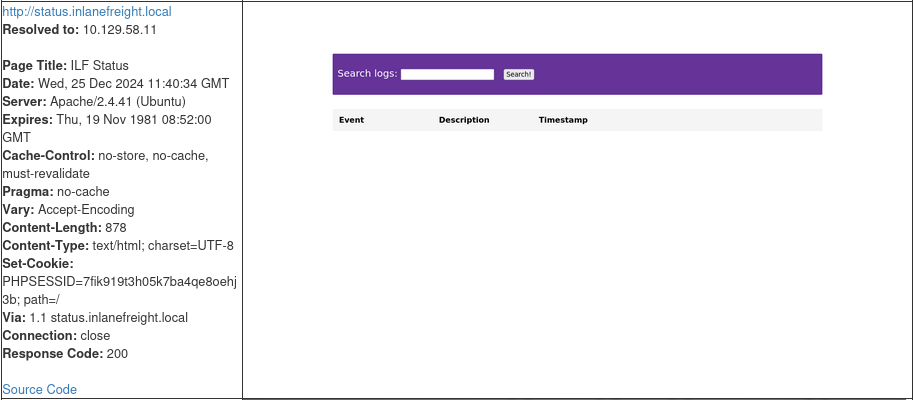 http://status.inlanefreight.local
Resolved to: 10.129.58.11
Page Title: ILF Status
Date: Wed, 25 Dec 2024 11:40:34 GMT
Server: Apache/2.4.41 (Ubuntu)
Expires: Thu, 19 Nov 1981 08:52:00
GMT
Cache-Control: no-store, no-cache,
must-revalidate
Pragma: no-cache
Vary: Accept-Encoding
Content-Length: 878
Content-Type: text/html; charset=UTF-8
Set-Cookie:
PHPSESSID=7fik919t3h05k7ba4qe8oehj
3b; path=/
Via: 1.1 status.inlanefreight.local
Connection: close
Response Code: 200
Source Code
Search logs: Search!
Event Description Timestamp